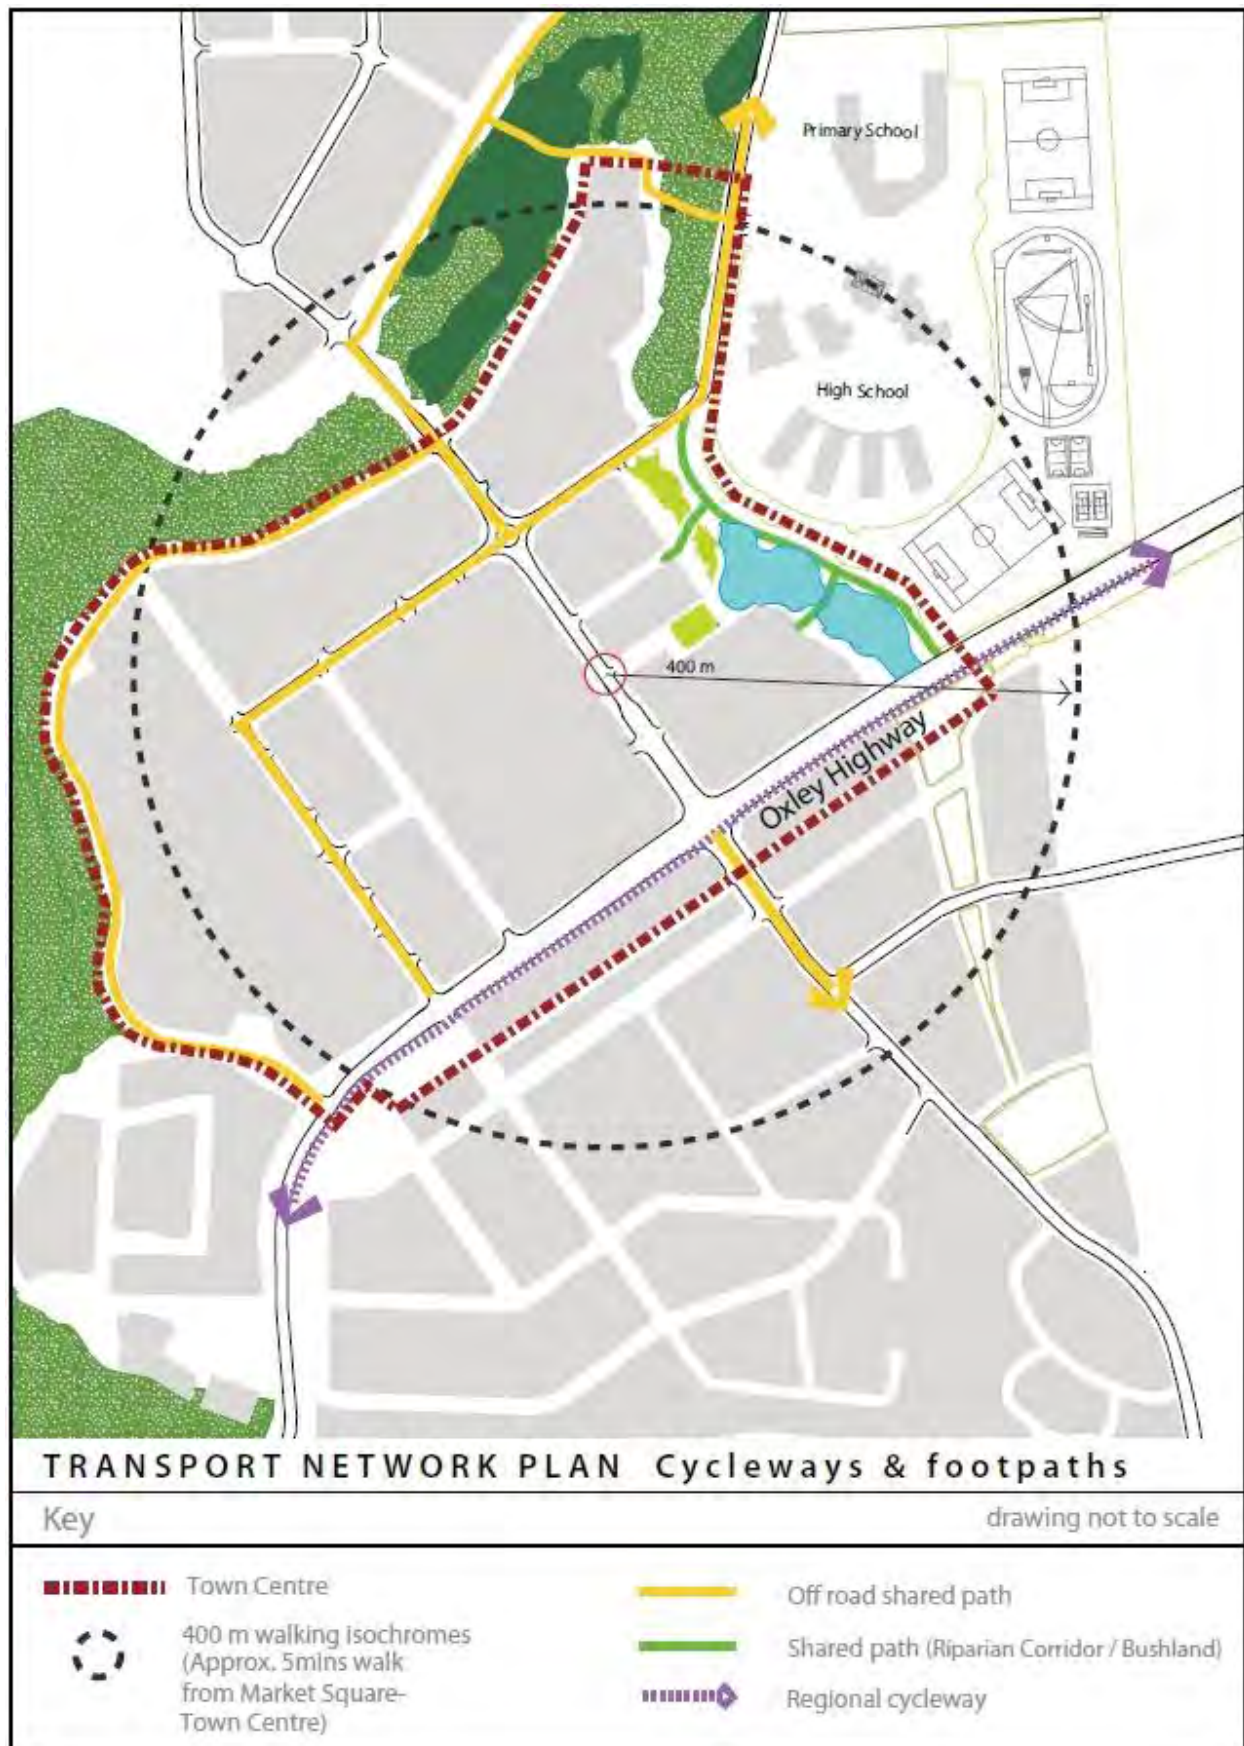 Primary School
High School
400 m
Oxley Highway
TRANSPORT NETWORK PLAN Cycleways & footpaths
Key
drawing not to scale
Town Centre
400 m walking isochromes
(Approx. 5mins walk
from Market Square-
Town Centre)
Off road shared path
Shared path (Riparian Corridor / Bushland)
Regional cycleway